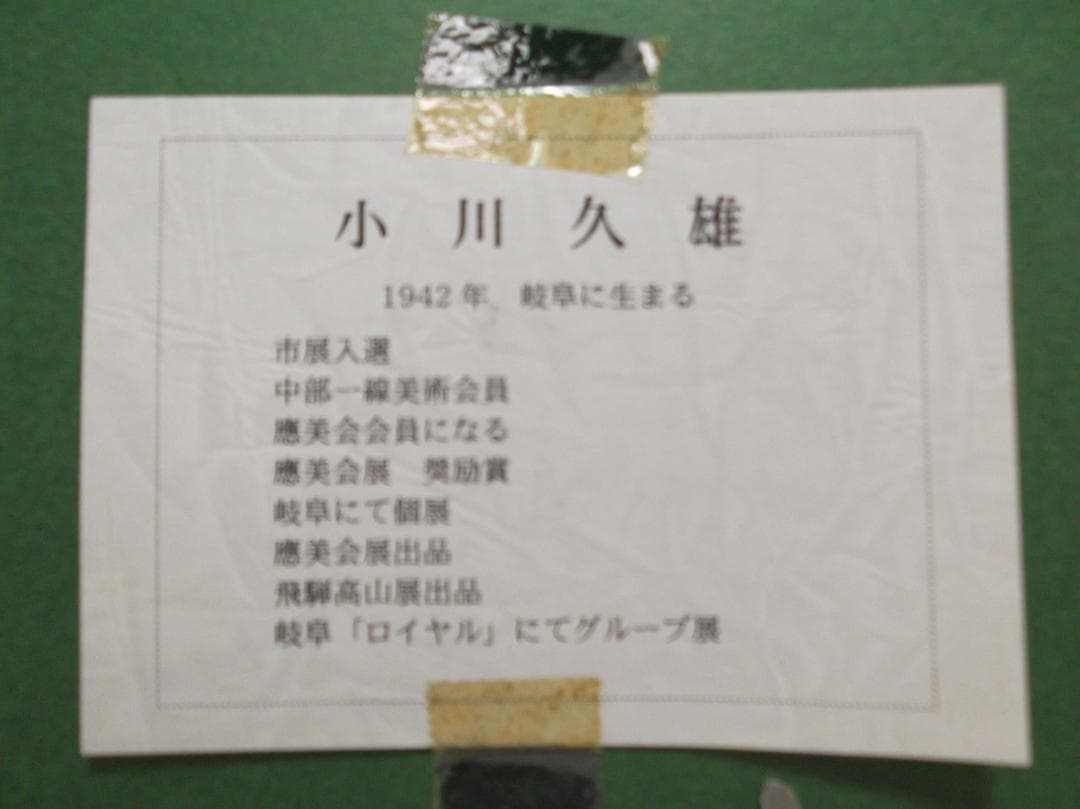 小川久雄
1942年 岐阜に生まる
市展入選
中部一線美術会員
應美会会員になる
應美会展 奨励賞
岐阜にて個展
應美会展出品
飛騨高山展出品
岐阜「ロイヤル」にてグループ展